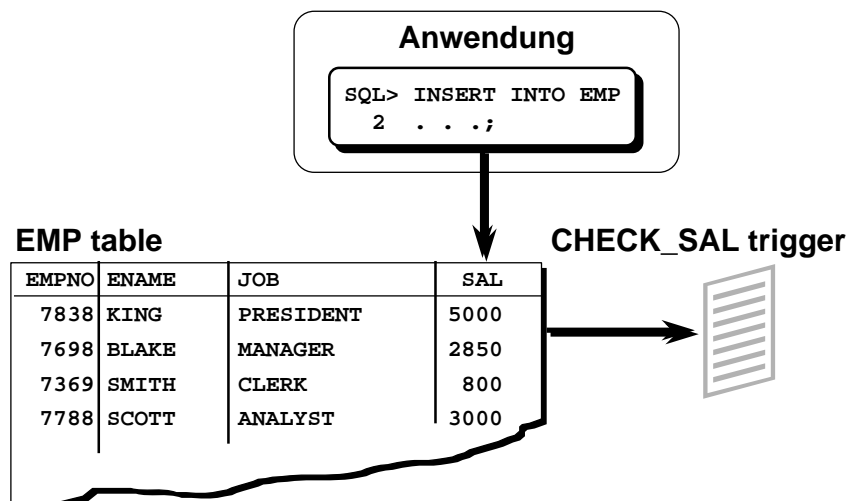 Anwendung
SQL> INSERT INTO EMP
2 . . .;
EMP table
CHECK_SAL trigger
EMPNO ENAME JOB SAL
7838 KING PRESIDENT 5000
7698 BLAKE MANAGER 2850
7369 SMITH CLERK 800
7788 SCOTT ANALYST 3000